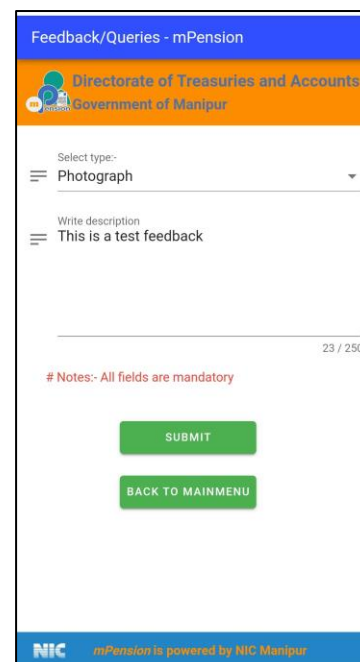 Feedback/Queries - mPension
Directorate of Treasuries and Accounts
Government of Manipur
m Pension
Select type:-
Photograph
Write description
This is a test feedback
23 / 250
# Notes:- All fields are mandatory
SUBMIT
BACK TO MAINMENU
NIC mPension is powered by NIC Manipur